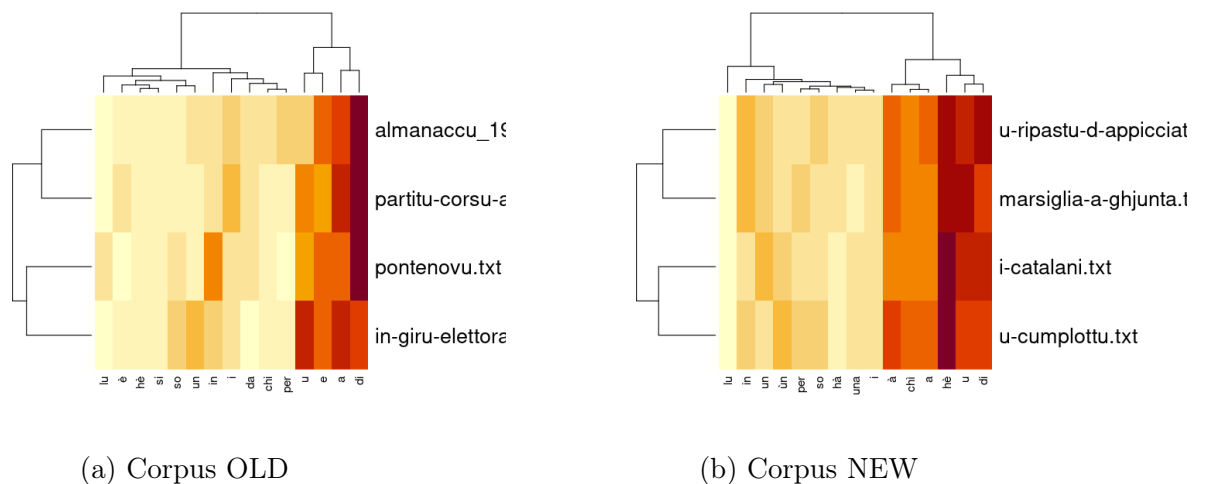 almanaccu_19
partitu-corsu-a
pontenovu.txt
in-giru-elettora
lu è hè si so un in i da chi per u e a di
(a) Corpus OLD
u-ripastu-d-appicciat
marsiglia-a-ghjunta.t
i-catalani.txt
u-cumplottu.txt
lu in un ùn per so hà una i à chì a hè u di
(b) Corpus NEW